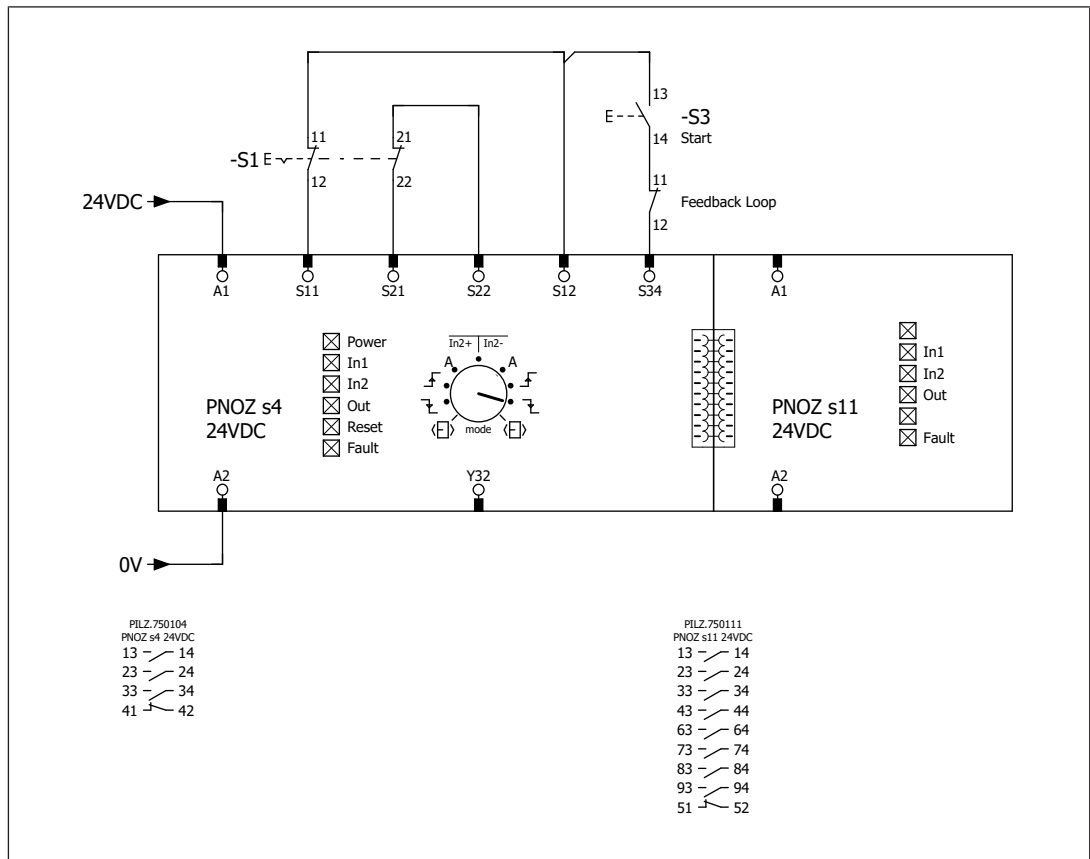 13
-S3
14
Start
11
21
-S1
12
22
11
Feedback Loop
12
24VDC
A1
S11
S21
S22
S12
S34
A1
Power
In1
In2
Out
Reset
Fault
In2+
In2-
A
A
mode
PNOZ s4
24VDC
In1
In2
Out
Fault
PNOZ s11
24VDC
A2
Y32
A2
0V
PILZ.750104
PNOZ s4 24VDC
13 14
23 24
33 34
41 42
PILZ.750111
PNOZ s11 24VDC
13 14
23 24
33 34
43 44
63 64
73 74
83 84
93 94
51 52